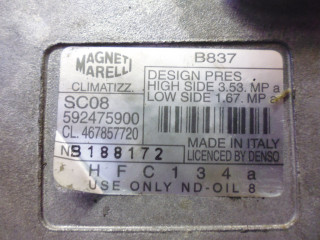 MAGNETI MARELLI
B837
CLIMATIZZ.
DESIGN PRES
HIGH SIDE 3.53. MP a
LOW SIDE 1.67. MP a
SC08
592475900
CL. 467857720
NB188172
MADE IN ITALY
LICENCED BY DENSO
HFC134a
USE ONLY ND-OIL 8